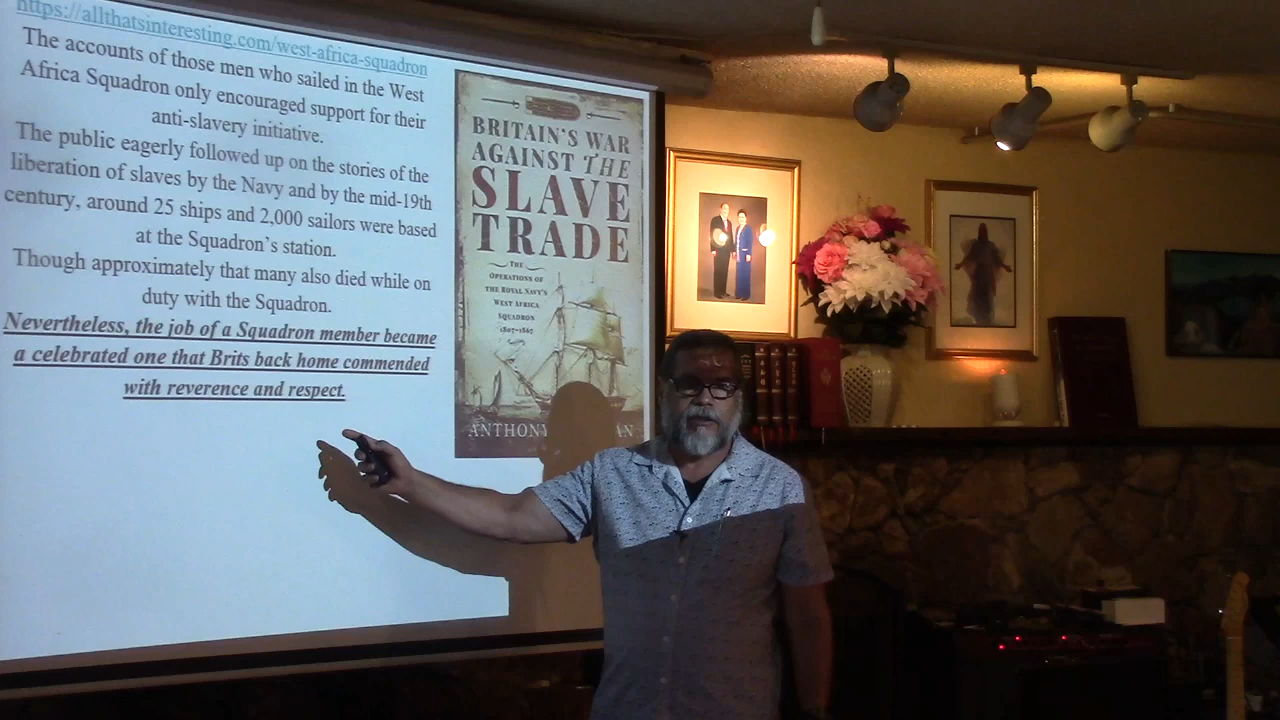 https://allthatsinteresting.com/west-africa-squadron
The accounts of those men who sailed in the West
Africa Squadron only encouraged support for their
anti-slavery initiative.
The public eagerly followed up on the stories of the
liberation of slaves by the Navy and by the mid-19th
century, around 25 ships and 2,000 sailors were based
at the Squadron's station.
Though approximately that many also died while on
duty with the Squadron.
Nevertheless, the job of a Squadron member became
a celebrated one that Brits back home commended
with reverence and respect.
BRITAIN'S WAR
AGAINST THE
SLAVE
TRADE
THE
OPERATIONS OF
THE ROYAL NAVY'S
WEST AFRICA
SQUADRON
1807-1867
ANTHONY